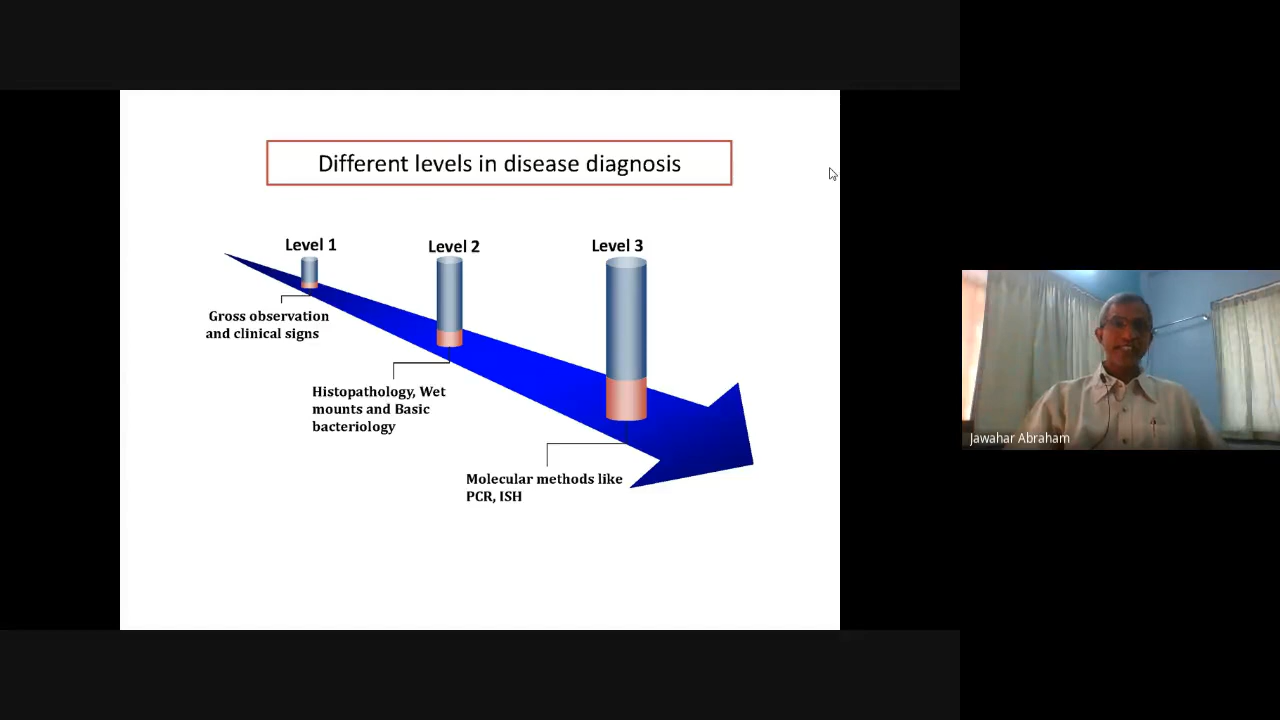 Different levels in disease diagnosis
Level 1
Level 2
Level 3
Gross observation
and clinical signs
Histopathology, Wet
mounts and Basic
bacteriology
Molecular methods like
PCR, ISH
Jawahar Abraham